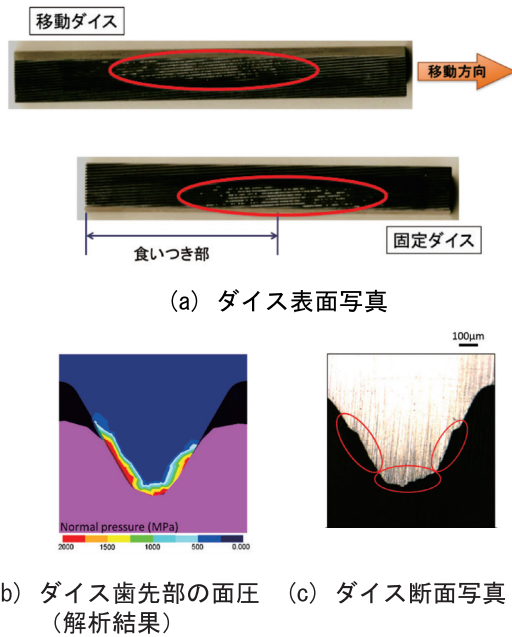 移動ダイス
移動方向
固定ダイス
食いつき部
(a) ダイス表面写真
100μm
Normal pressure (MPa)
2000 1500 1000 500 0.000
b) ダイス歯先部の面圧
(解析結果)
(c) ダイス断面写真